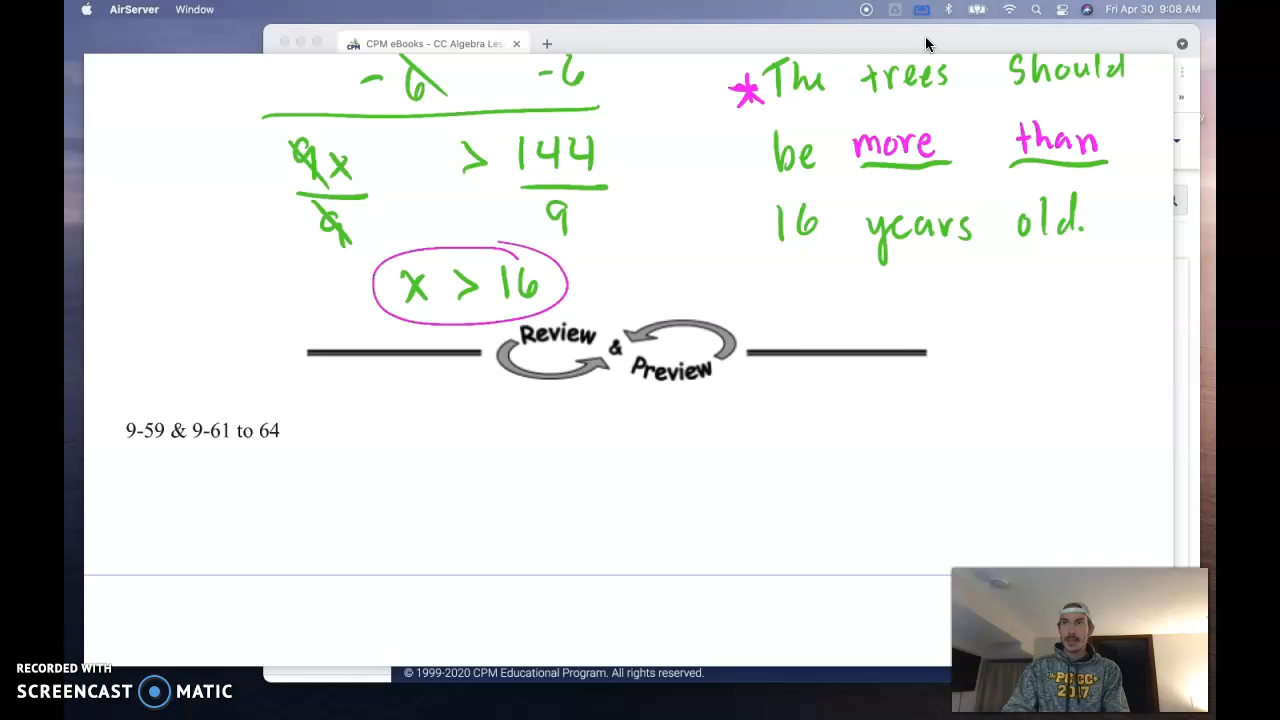 AirServer Window Fri Apr 30 9:08 AM
CPM eBooks - CC Algebra Les
- 6 - 6
9x > 144
9 9
x > 16
* The trees should
be more than
16 years old.
Review & Preview
9-59 & 9-61 to 64
© 1999-2020 CPM Educational Program. All rights reserved.
RECORDED WITH
SCREENCAST MATIC
PGCC
2017